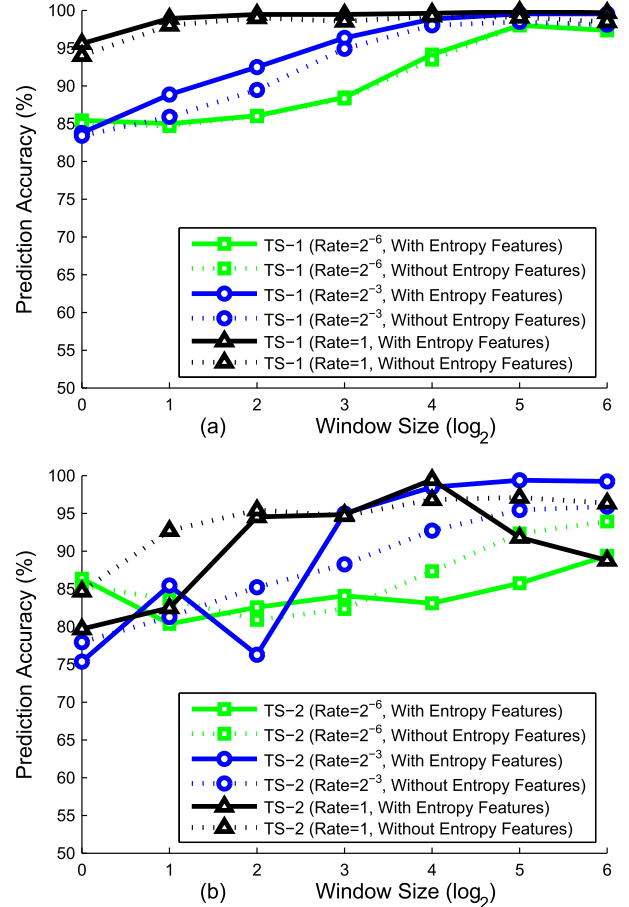 100
95
90
85
80
75
70
65
60
55
50
Prediction Accuracy (%)
TS−1 (Rate=2⁻⁶, With Entropy Features)
TS−1 (Rate=2⁻⁶, Without Entropy Features)
TS−1 (Rate=2⁻³, With Entropy Features)
TS−1 (Rate=2⁻³, Without Entropy Features)
TS−1 (Rate=1, With Entropy Features)
TS−1 (Rate=1, Without Entropy Features)
0 1 2 3 4 5 6
(a) Window Size (log₂)
100
95
90
85
80
75
70
65
60
55
50
Prediction Accuracy (%)
TS−2 (Rate=2⁻⁶, With Entropy Features)
TS−2 (Rate=2⁻⁶, Without Entropy Features)
TS−2 (Rate=2⁻³, With Entropy Features)
TS−2 (Rate=2⁻³, Without Entropy Features)
TS−2 (Rate=1, With Entropy Features)
TS−2 (Rate=1, Without Entropy Features)
0 1 2 3 4 5 6
(b) Window Size (log₂)